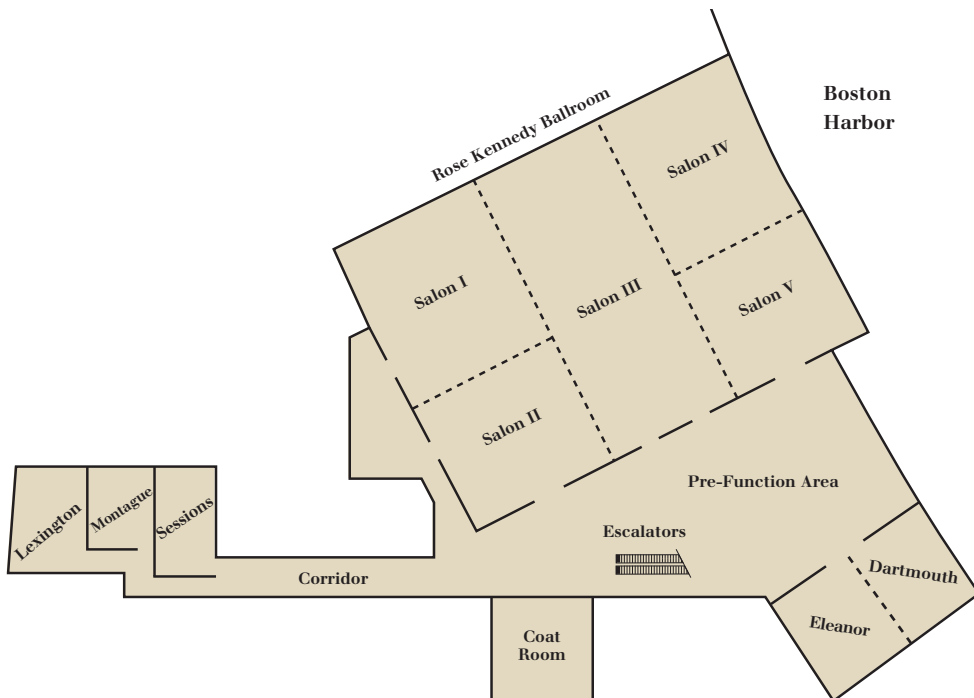 Boston
Harbor
Rose Kennedy Ballroom
Salon IV
Salon I
Salon III
Salon V
Salon II
Pre-Function Area
Lexington
Montague
Sessions
Escalators
Corridor
Dartmouth
Eleanor
Coat
Room